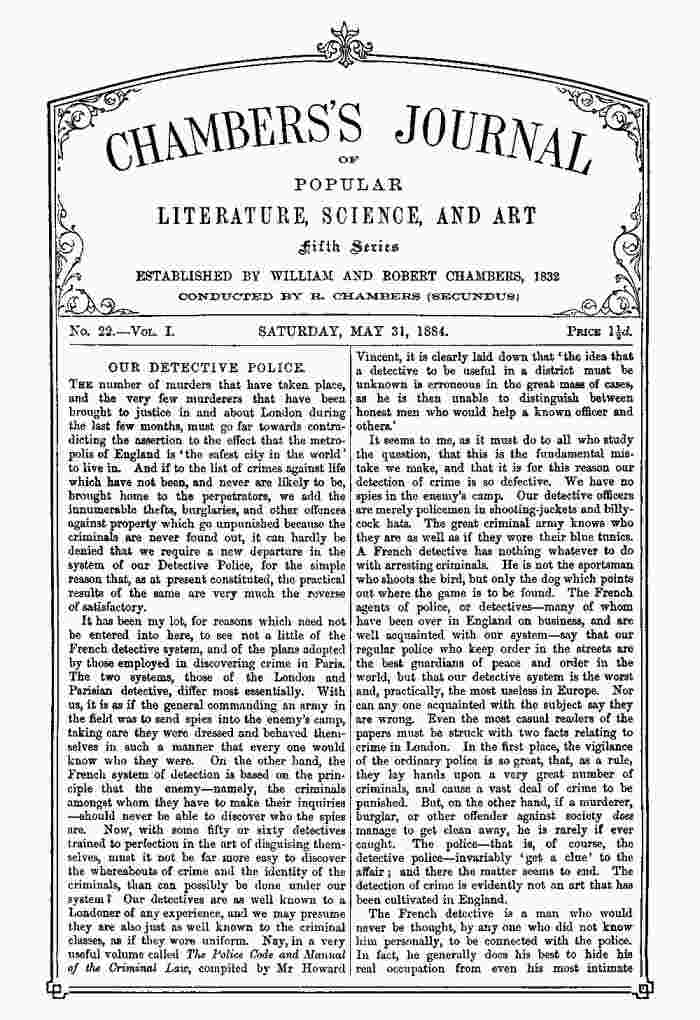 CHAMBERS'S JOURNAL
OF
POPULAR
LITERATURE, SCIENCE, AND ART
Fifth Series
ESTABLISHED BY WILLIAM AND ROBERT CHAMBERS, 1832
CONDUCTED BY R. CHAMBERS (SECUNDUS)
No. 22.—Vol. I.
SATURDAY, MAY 31, 1884.
Price 1½d.
OUR DETECTIVE POLICE.
The number of murders that have taken place,
and the very few murderers that have been
brought to justice in and about London during
the last few months, must go far towards contra-
dicting the assertion to the effect that the metro-
polis of England is 'the safest city in the world'
to live in. And if to the list of crimes against life
which have not been, and never are likely to be,
brought home to the perpetrators, we add the
innumerable thefts, burglaries, and other offences
against property which go unpunished because the
criminals are never found out, it can hardly be
denied that we require a new departure in the
system of our Detective Police, for the simple
reason that, as at present constituted, the practical
results of the same are very much the reverse
of satisfactory.
It has been my lot, for reasons which need not
be entered into here, to see not a little of the
French detective system, and of the plans adopted
by those employed in discovering crime in Paris.
The two systems, those of the London and
Parisian detective, differ most essentially. With
us, it is as if the general commanding an army in
the field was to send spies into the enemy's camp,
taking care they were dressed and behaved them-
selves in such a manner that every one would
know who they were. On the other hand, the
French system of detection is based on the prin-
ciple that the enemy—namely, the criminals
amongst whom they have to make their inquiries
—should never be able to discover who the spies
are. Now, with some fifty or sixty detectives
trained to perfection in the art of disguising them-
selves, must it not be far more easy to discover
the whereabouts of crime and the identity of the
criminals, than can possibly be done under our
system? Our detectives are as well known to a
Londoner of any experience, and we may presume
they are also just as well known to the criminal
classes, as if they wore uniform. Nay, in a very
useful volume called The Police Code and Manual
of the Criminal Law, compiled by Mr Howard
Vincent, it is clearly laid down that 'the idea that
a detective to be useful in a district must be
unknown is erroneous in the great mass of cases,
as he is then unable to distinguish between
honest men who would help a known officer and
others.'
It seems to me, as it must do to all who study
the question, that this is the fundamental mis-
take we make, and that it is for this reason our
detection of crime is so defective. We have no
spies in the enemy's camp. Our detective officers
are merely policemen in shooting-jackets and billy-
cock hats. The great criminal army knows who
they are as well as if they wore their blue tunics.
A French detective has nothing whatever to do
with arresting criminals. He is not the sportsman
who shoots the bird, but only the dog which points
out where the game is to be found. The French
agents of police, or detectives—many of whom
have been over in England on business, and are
well acquainted with our system—say that our
regular police who keep order in the streets are
the best guardians of peace and order in the
world, but that our detective system is the worst
and, practically, the most useless in Europe. Nor
can any one acquainted with the subject say they
are wrong. Even the most casual readers of the
papers must be struck with two facts relating to
crime in London. In the first place, the vigilance
of the ordinary police is so great, that, as a rule,
they lay hands upon a very great number of
criminals, and cause a vast deal of crime to be
punished. But, on the other hand, if a murderer,
burglar, or other offender against society does
manage to get clean away, he is rarely if ever
caught. The police—that is, of course, the
detective police—invariably 'get a clue' to the
affair; and there the matter seems to end. The
detection of crime is evidently not an art that has
been cultivated in England.
The French detective is a man who would
never be thought, by any one who did not know
him personally, to be connected with the police.
In fact, he generally does his best to hide his
real occupation from even his most intimate